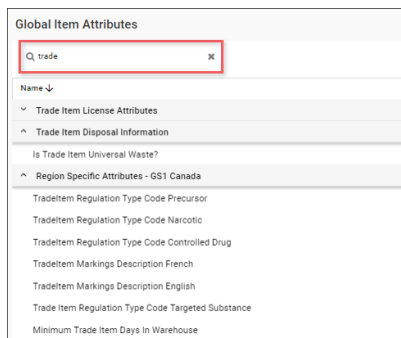 Global Item Attributes
trade
Name
Trade Item License Attributes
Trade Item Disposal Information
Is Trade Item Universal Waste?
Region Specific Attributes - GS1 Canada
TradeItem Regulation Type Code Precursor
TradeItem Regulation Type Code Narcotic
TradeItem Regulation Type Code Controlled Drug
TradeItem Markings Description French
TradeItem Markings Description English
Trade Item Regulation Type Code Targeted Substance
Minimum Trade Item Days In Warehouse